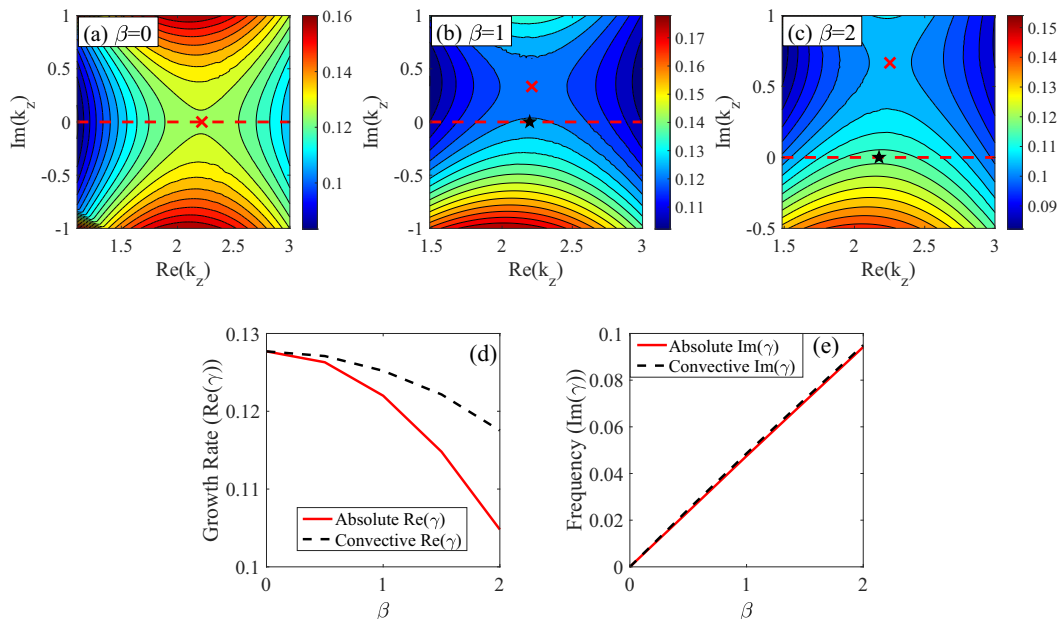 (a) β=0
1
0.5
0
-0.5
-1
Im(k_z)
1.5 2 2.5 3
Re(k_z)
0.16
0.14
0.12
0.1
(b) β=1
1
0.5
0
-0.5
-1
Im(k_z)
1.5 2 2.5 3
Re(k_z)
0.17
0.16
0.15
0.14
0.13
0.12
0.11
(c) β=2
1
0.5
0
-0.5
Im(k_z)
1.5 2 2.5 3
Re(k_z)
0.15
0.14
0.13
0.12
0.11
0.1
0.09
(d)
0.13
0.12
0.11
0.1
Growth Rate (Re(γ))
Absolute Re(γ)
Convective Re(γ)
0 1 2
β
(e)
0.1
0.08
0.06
0.04
0.02
0
Frequency (Im(γ))
Absolute Im(γ)
Convective Im(γ)
0 1 2
β